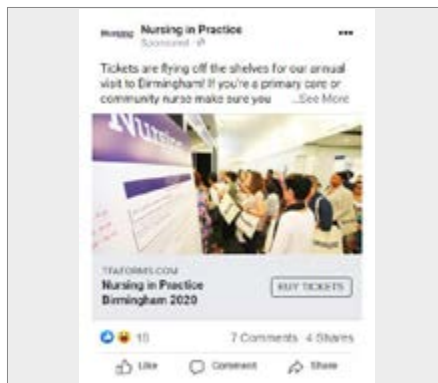 Nursing in Practice
Sponsored
Tickets are flying off the shelves for our annual
visit to Birmingham! If you're a primary care or
community nurse make sure you ...See More
Nursing
TFAFORMS.COM
Nursing in Practice
Birmingham 2020
BUY TICKETS
7 Comments 4 Shares
Like Comment Share